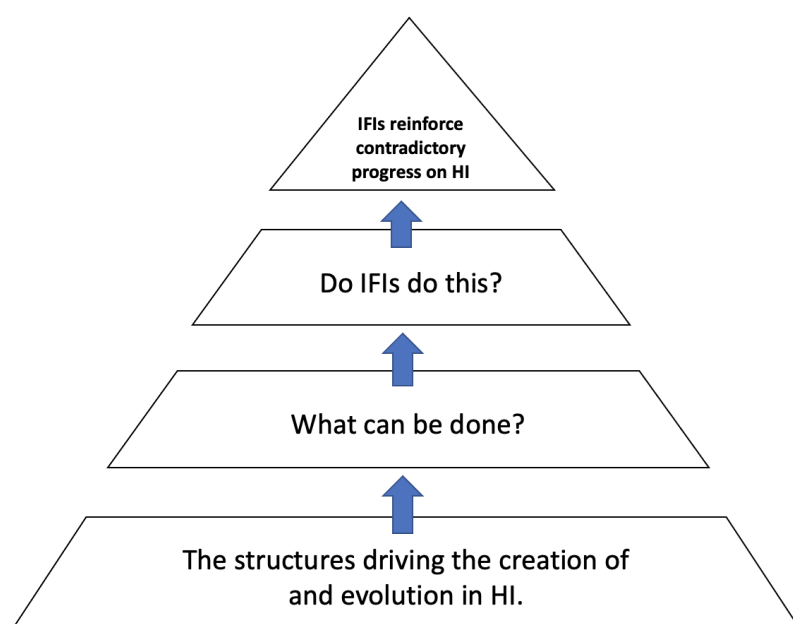 IFIs reinforce
contradictory
progress on HI
Do IFIs do this?
What can be done?
The structures driving the creation of
and evolution in HI.